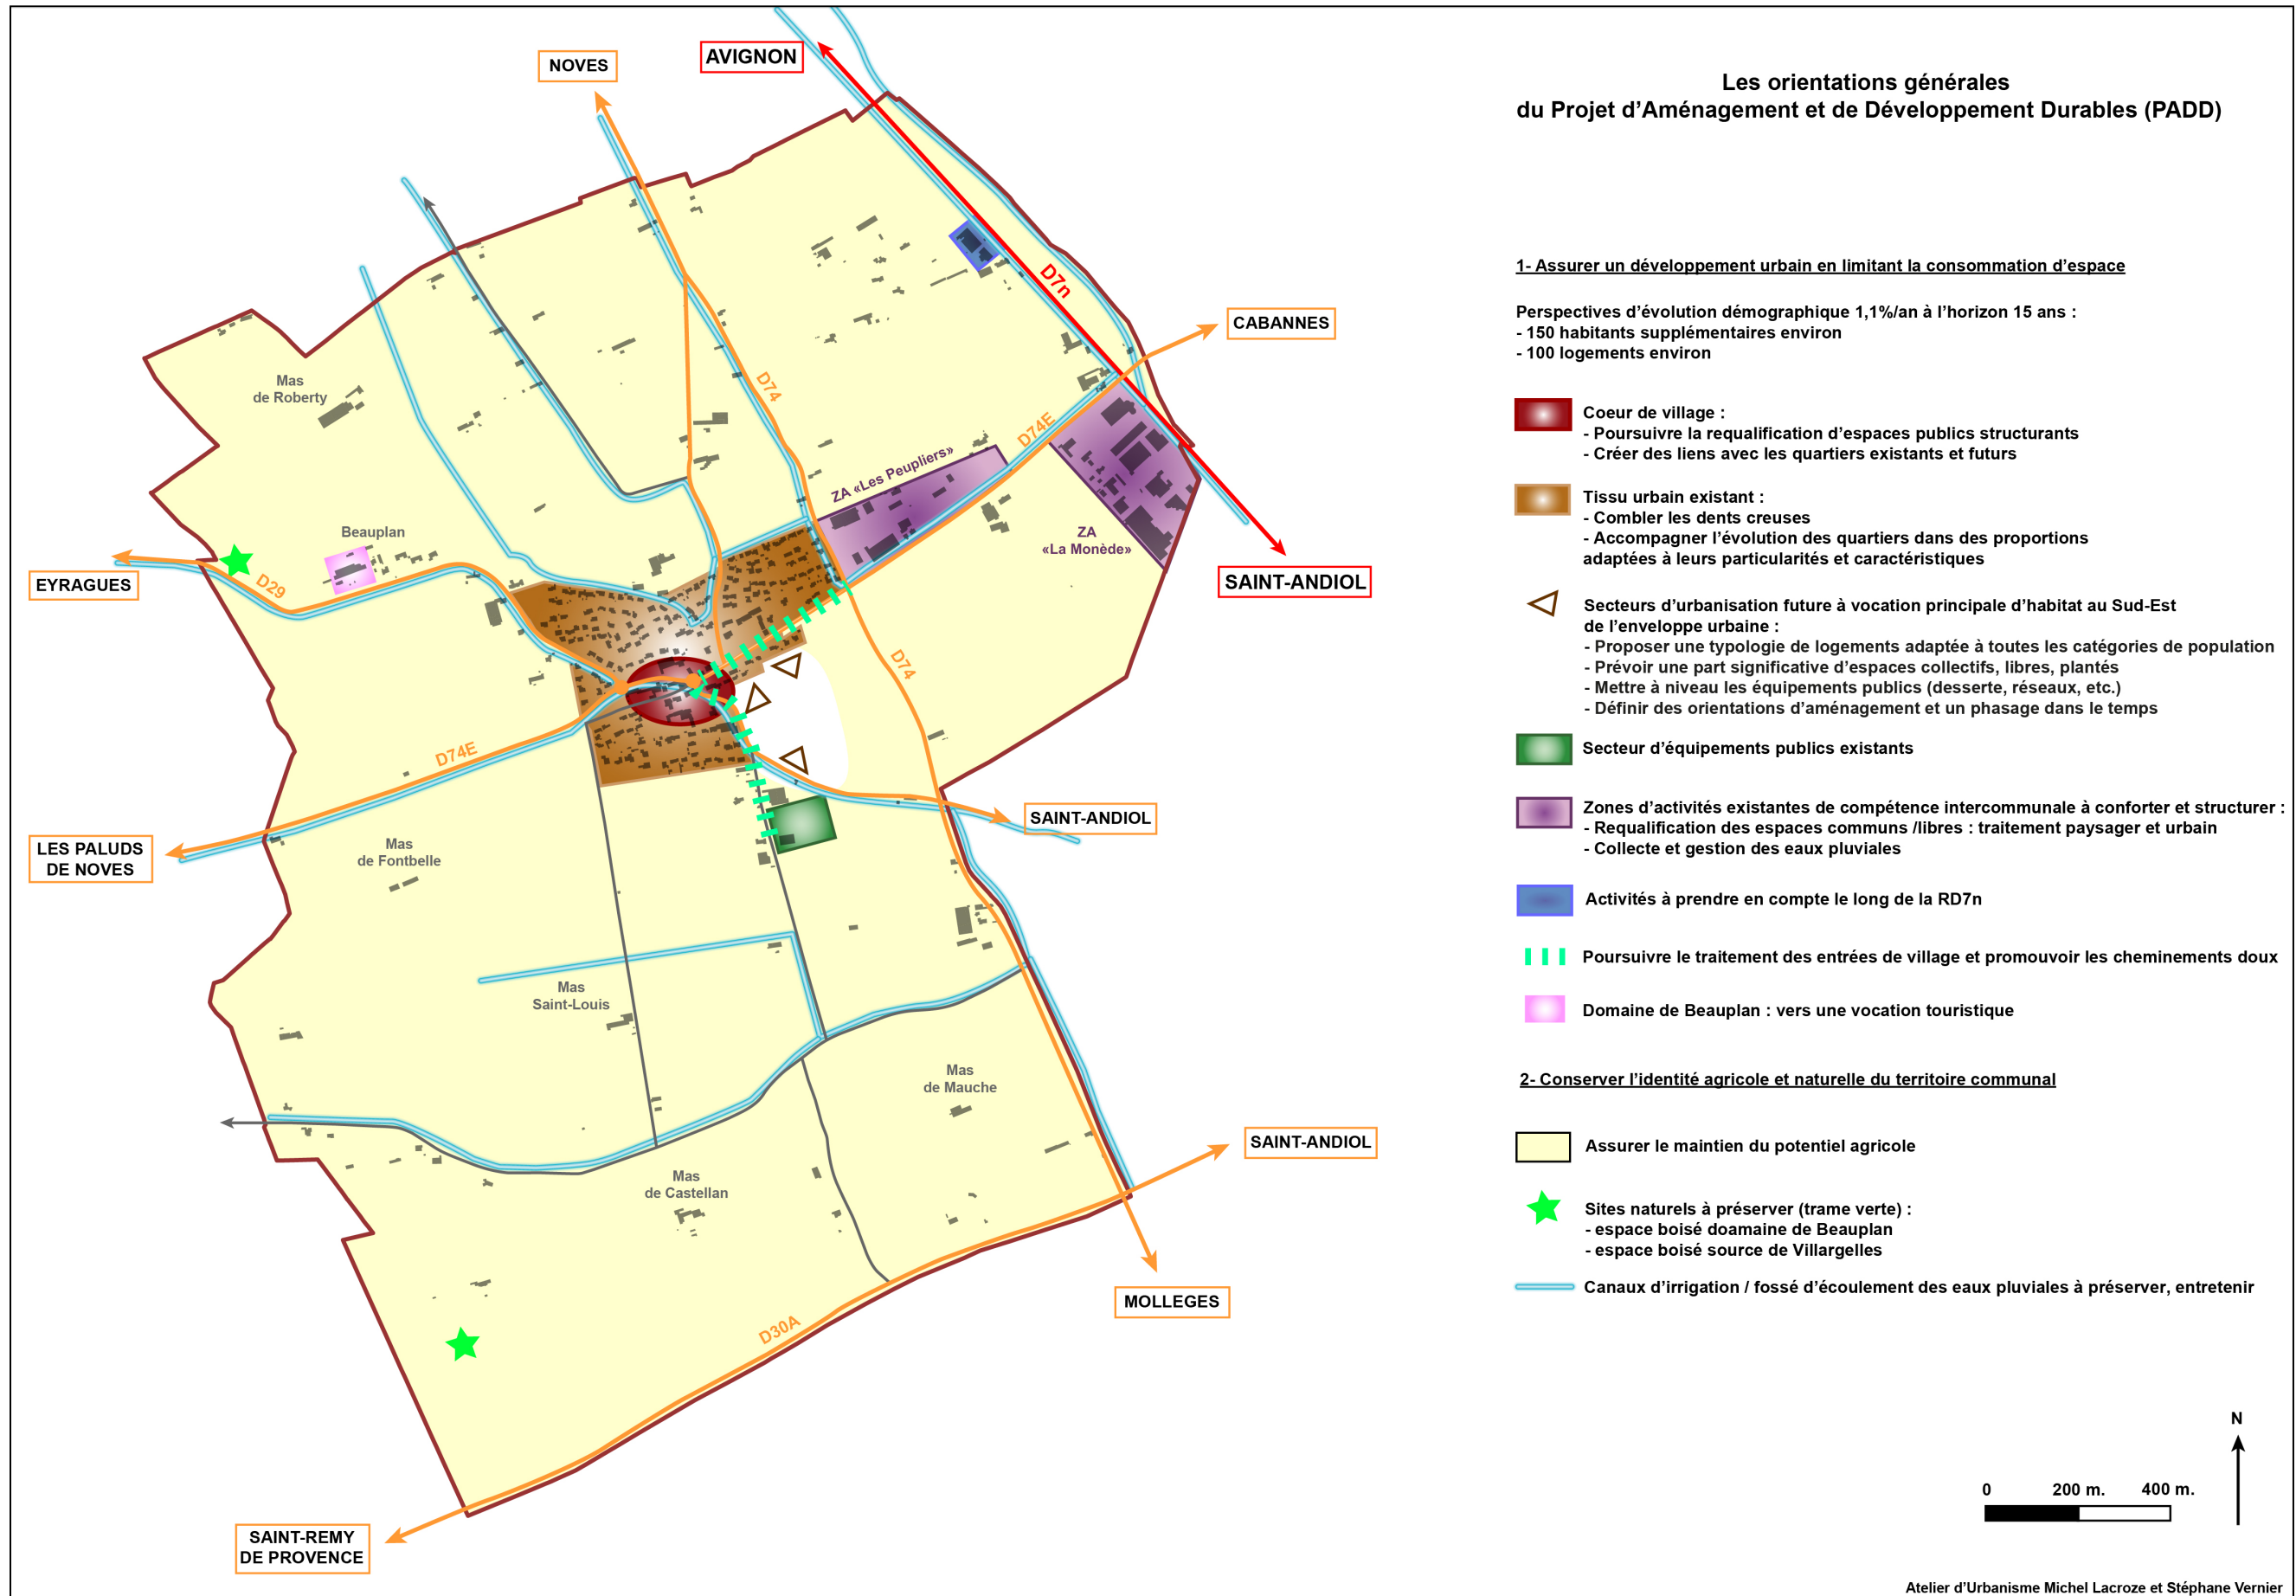 Les orientations générales
du Projet d’Aménagement et de Développement Durables (PADD)
NOVES
AVIGNON
D7n
CABANNES
Mas
de Roberty
D74
D74E
ZA «Les Peupliers»
ZA
«La Monède»
Beauplan
D29
EYRAGUES
SAINT-ANDIOL
D74
D74E
LES PALUDS
DE NOVES
Mas
de Fontbelle
SAINT-ANDIOL
Mas
Saint-Louis
Mas
de Mauche
SAINT-ANDIOL
Mas
de Castellan
MOLLEGES
D30A
SAINT-REMY
DE PROVENCE
1- Assurer un développement urbain en limitant la consommation d’espace
Perspectives d’évolution démographique 1,1%/an à l’horizon 15 ans :
- 150 habitants supplémentaires environ
- 100 logements environ
Coeur de village :
- Poursuivre la requalification d’espaces publics structurants
- Créer des liens avec les quartiers existants et futurs
Tissu urbain existant :
- Combler les dents creuses
- Accompagner l’évolution des quartiers dans des proportions
adaptées à leurs particularités et caractéristiques
Secteurs d’urbanisation future à vocation principale d’habitat au Sud-Est
de l’enveloppe urbaine :
- Proposer une typologie de logements adaptée à toutes les catégories de population
- Prévoir une part significative d’espaces collectifs, libres, plantés
- Mettre à niveau les équipements publics (desserte, réseaux, etc.)
- Définir des orientations d’aménagement et un phasage dans le temps
Secteur d’équipements publics existants
Zones d’activités existantes de compétence intercommunale à conforter et structurer :
- Requalification des espaces communs /libres : traitement paysager et urbain
- Collecte et gestion des eaux pluviales
Activités à prendre en compte le long de la RD7n
Poursuivre le traitement des entrées de village et promouvoir les cheminements doux
Domaine de Beauplan : vers une vocation touristique
2- Conserver l’identité agricole et naturelle du territoire communal
Assurer le maintien du potentiel agricole
Sites naturels à préserver (trame verte) :
- espace boisé doamaine de Beauplan
- espace boisé source de Villargelles
Canaux d’irrigation / fossé d’écoulement des eaux pluviales à préserver, entretenir
N
0 200 m. 400 m.
Atelier d’Urbanisme Michel Lacroze et Stéphane Vernier